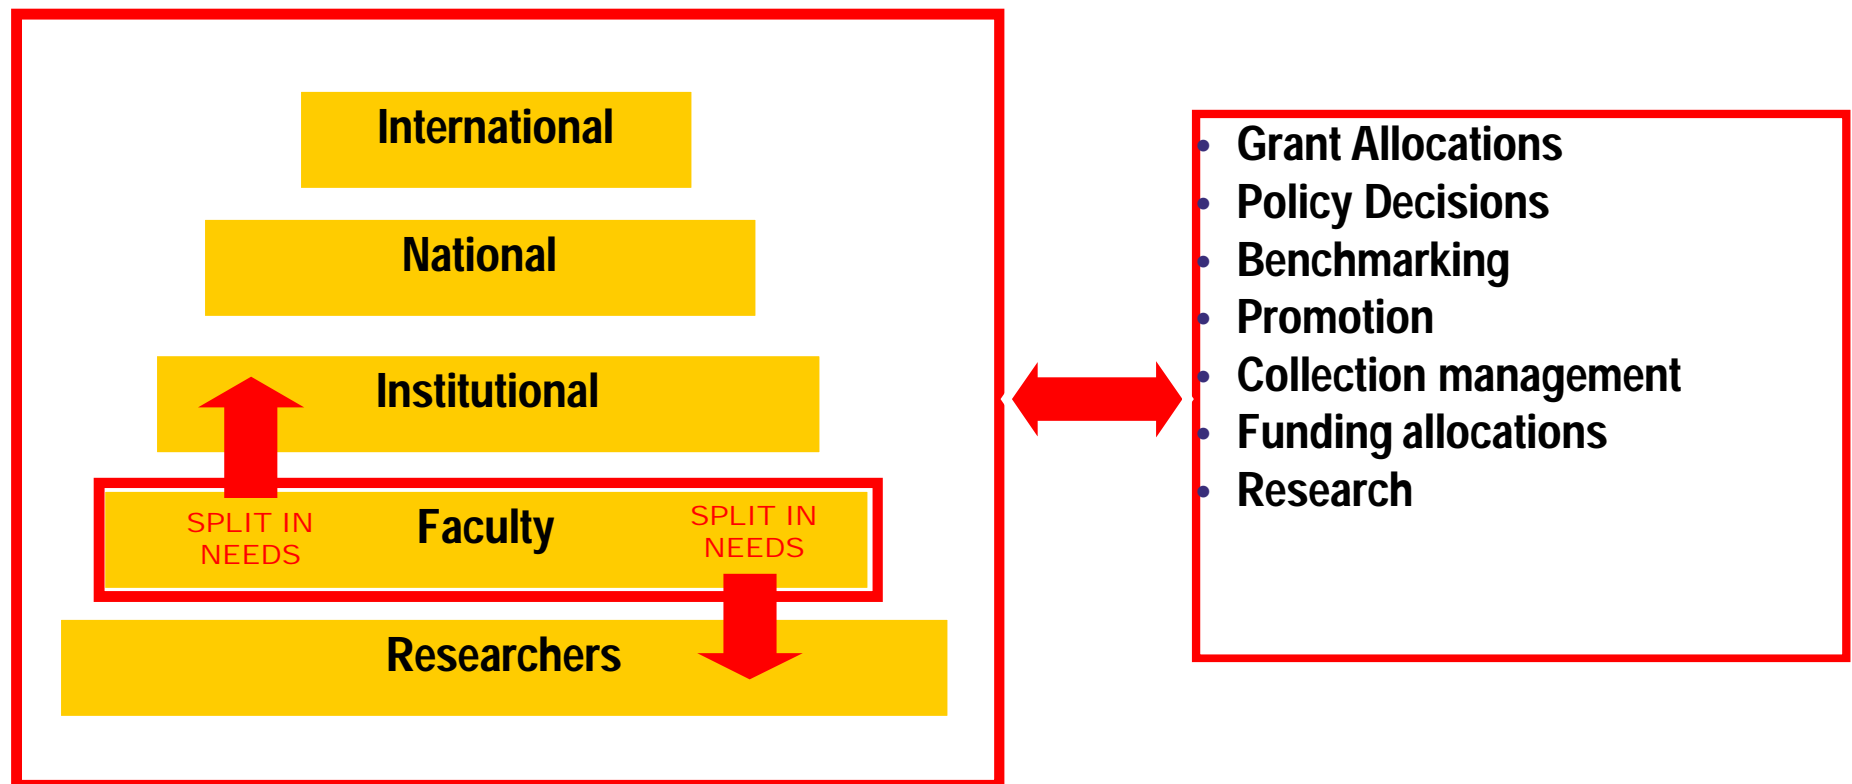 International
National
Institutional
SPLIT IN
NEEDS
Faculty
SPLIT IN
NEEDS
Researchers
• Grant Allocations
• Policy Decisions
• Benchmarking
• Promotion
• Collection management
• Funding allocations
• Research